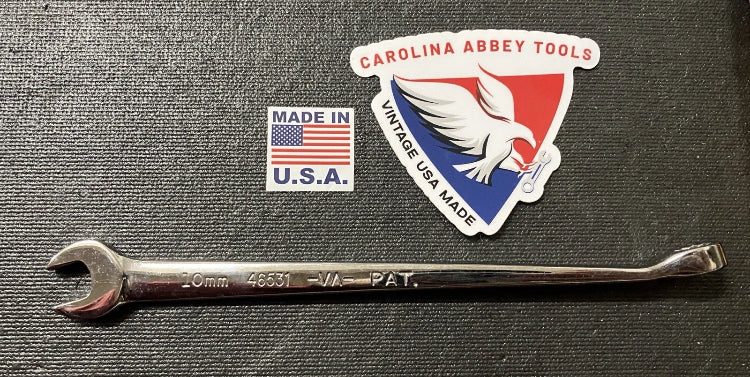 CAROLINA ABBEY TOOLS
VINTAGE USA MADE
MADE IN
U.S.A.
10mm 46531 -VA- PAT.